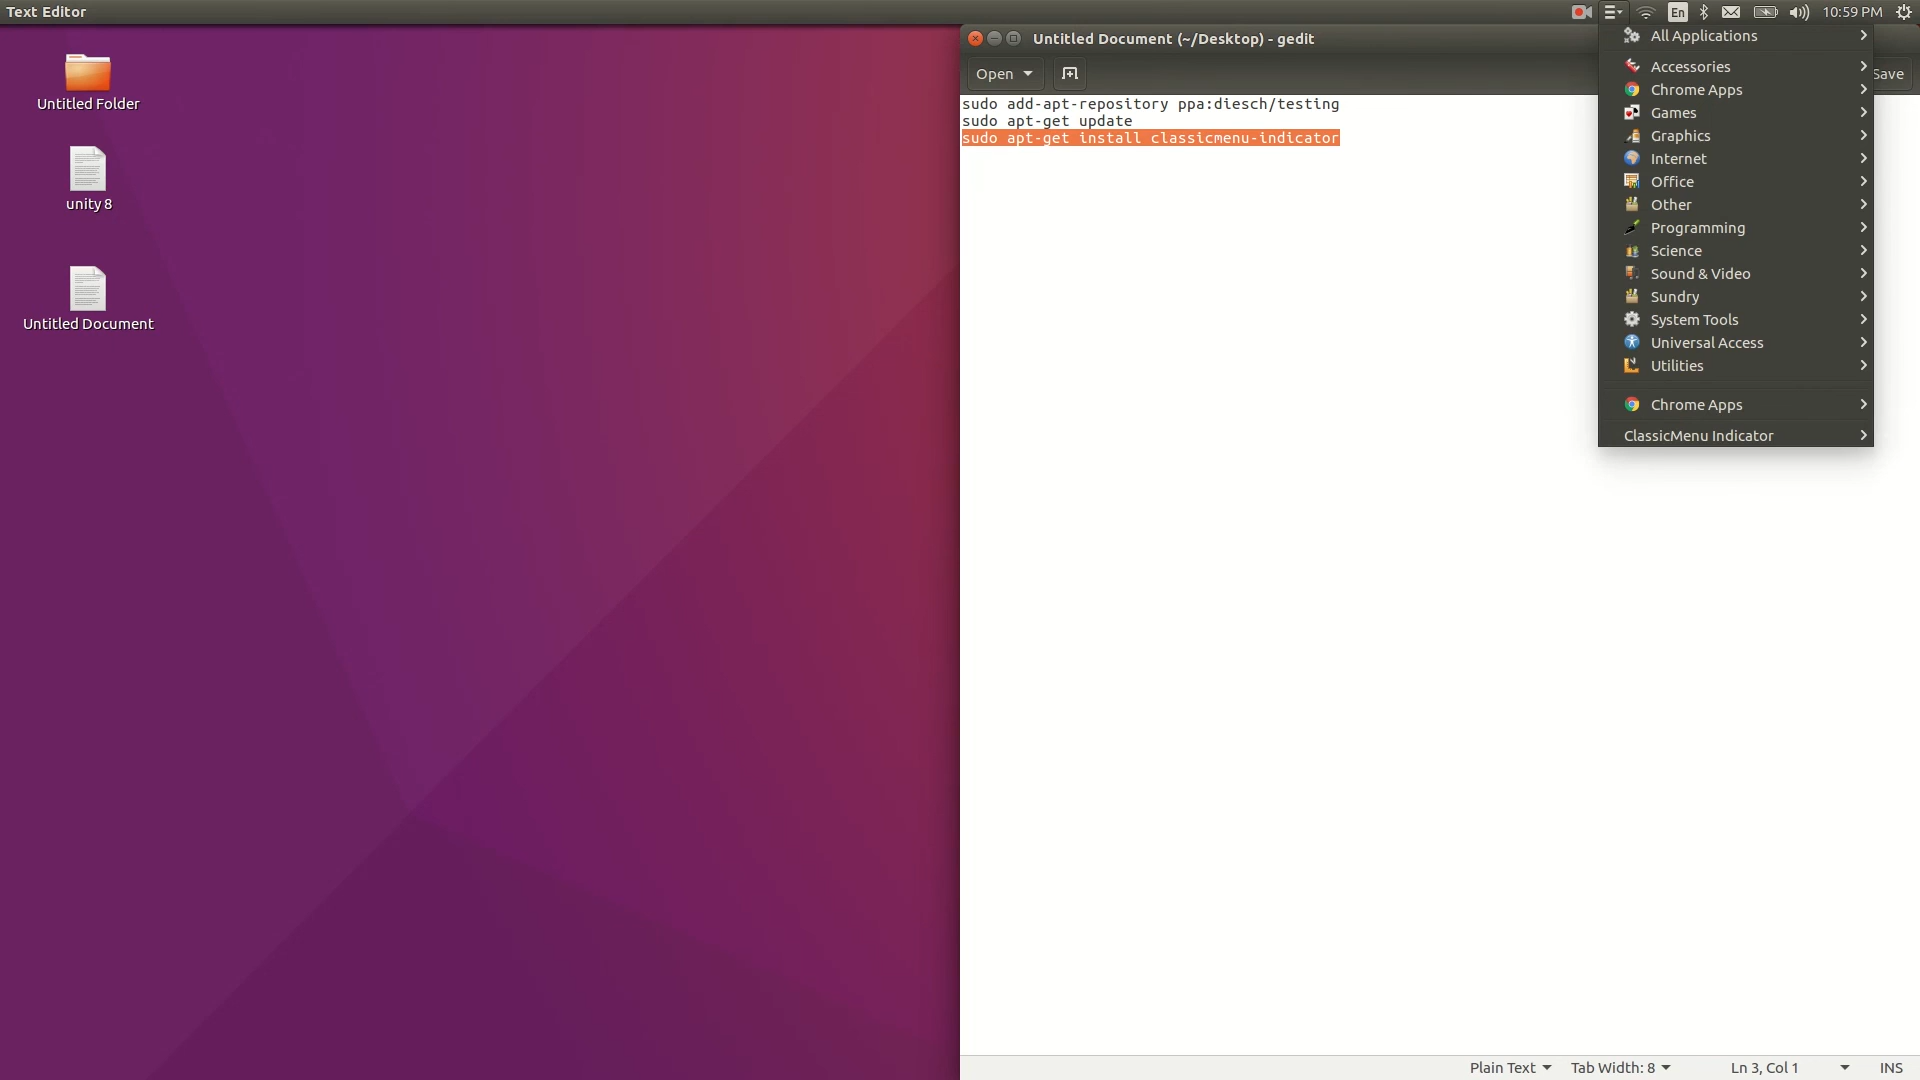 Text Editor
En
10:59 PM
Untitled Folder
unity 8
Untitled Document
Untitled Document (~/Desktop) - gedit
Open
Save
sudo add-apt-repository ppa:diesch/testing
sudo apt-get update
sudo apt-get install classicmenu-indicator
All Applications
Accessories
Chrome Apps
Games
Graphics
Internet
Office
Other
Programming
Science
Sound & Video
Sundry
System Tools
Universal Access
Utilities
Chrome Apps
ClassicMenu Indicator
Plain Text
Tab Width: 8
Ln 3, Col 1
INS